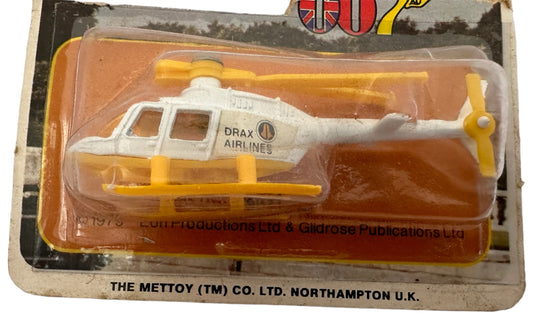 007
DRAX
AIRLINES
© 1979 Eon Productions Ltd & Glidrose Publications Ltd
THE METTOY (TM) CO. LTD. NORTHAMPTON U.K.